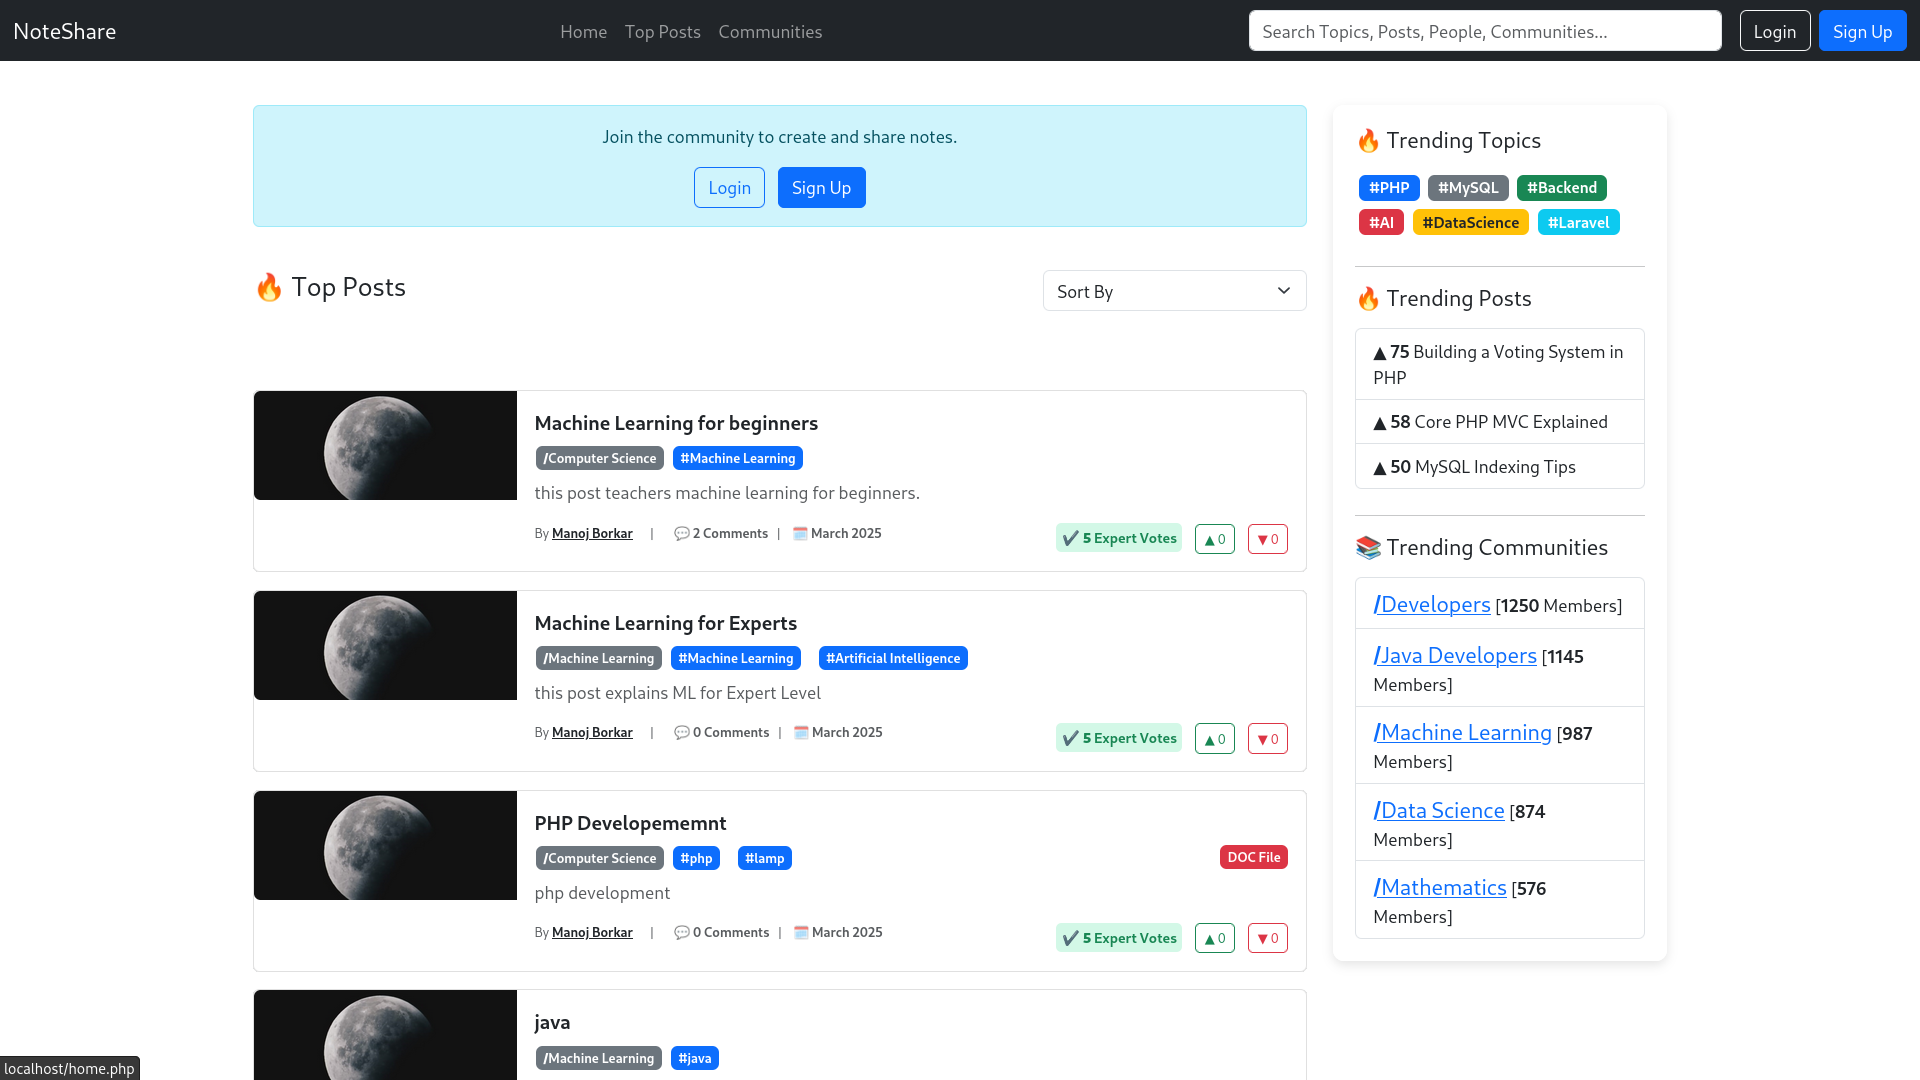 NoteShare Home Top Posts Communities Search Topics, Posts, People, Communities... Login Sign Up
Join the community to create and share notes.
Login Sign Up
🔥 Top Posts
Sort By
Machine Learning for beginners
/Computer Science #Machine Learning
this post teachers machine learning for beginners.
By Manoj Borkar | 💬 2 Comments | 🗓️ March 2025 ✔️ 5 Expert Votes ▲ 0 ▼ 0
Machine Learning for Experts
/Machine Learning #Machine Learning #Artificial Intelligence
this post explains ML for Expert Level
By Manoj Borkar | 💬 0 Comments | 🗓️ March 2025 ✔️ 5 Expert Votes ▲ 0 ▼ 0
PHP Developememnt
/Computer Science #php #lamp DOC File
php development
By Manoj Borkar | 💬 0 Comments | 🗓️ March 2025 ✔️ 5 Expert Votes ▲ 0 ▼ 0
java
/Machine Learning #java
🔥 Trending Topics
#PHP #MySQL #Backend
#AI #DataScience #Laravel
🔥 Trending Posts
▲ 75 Building a Voting System in
PHP
▲ 58 Core PHP MVC Explained
▲ 50 MySQL Indexing Tips
📚 Trending Communities
/Developers [1250 Members]
/Java Developers [1145
Members]
/Machine Learning [987
Members]
/Data Science [874
Members]
/Mathematics [576
Members]
localhost/home.php